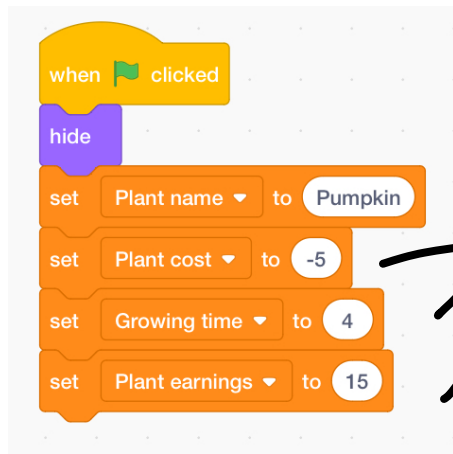 when clicked
hide
set Plant name to Pumpkin
set Plant cost to -5
set Growing time to 4
set Plant earnings to 15